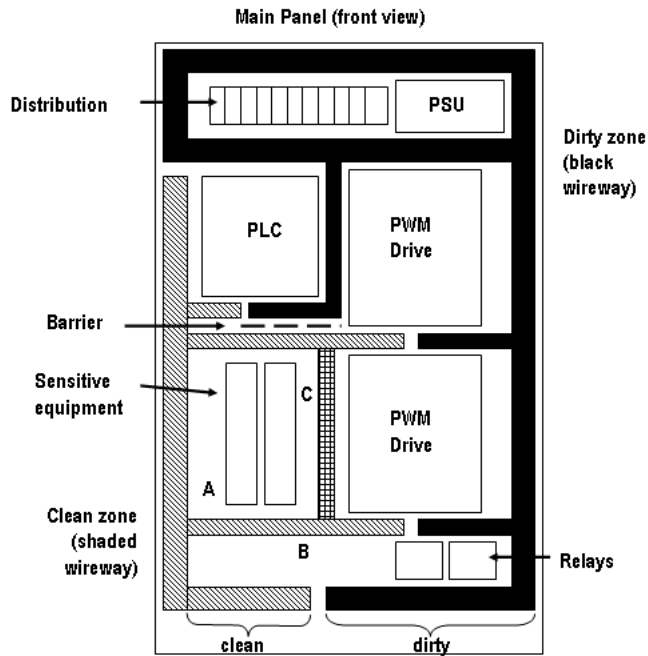 Main Panel (front view)
Distribution
PSU
Dirty zone
(black
wireway)
PLC
PWM
Drive
Barrier
Sensitive
equipment
C
PWM
Drive
A
Clean zone
(shaded
wireway)
B
Relays
clean
dirty